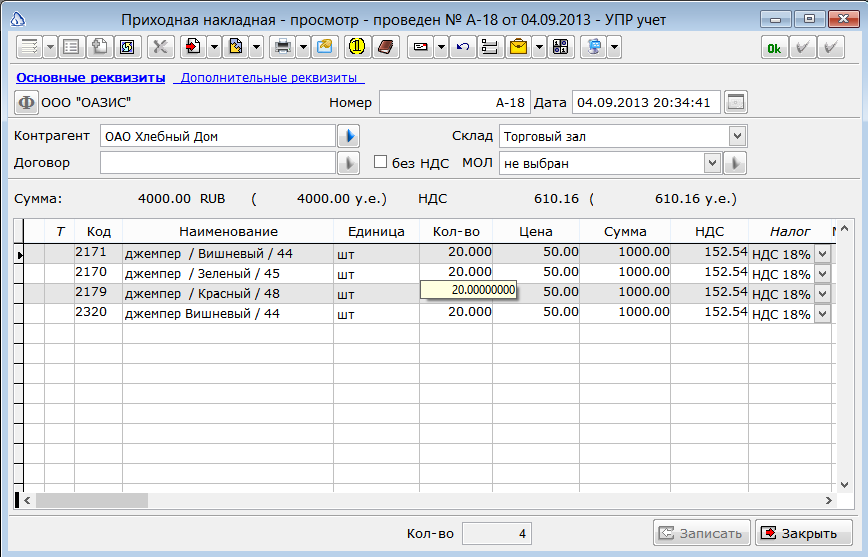 Приходная накладная - просмотр - проведен № А-18 от 04.09.2013 - УПР учет
Ok
Основные реквизиты Дополнительные реквизиты
Ф ООО "ОАЗИС" Номер А-18 Дата 04.09.2013 20:34:41
Контрагент ОАО Хлебный Дом Склад Торговый зал
Договор без НДС МОЛ не выбран
Сумма: 4000.00 RUB ( 4000.00 у.е.) НДС 610.16 ( 610.16 у.е.)
Т Код Наименование Единица Кол-во Цена Сумма НДС Налог
2171 джемпер / Вишневый / 44 шт 20.000 50.00 1000.00 152.54 НДС 18%
2170 джемпер / Зеленый / 45 шт 20.000 50.00 1000.00 152.54 НДС 18%
2179 джемпер / Красный / 48 шт 20.00000000 50.00 1000.00 152.54 НДС 18%
2320 джемпер Вишневый / 44 шт 20.000 50.00 1000.00 152.54 НДС 18%
Кол-во 4 Записать Закрыть